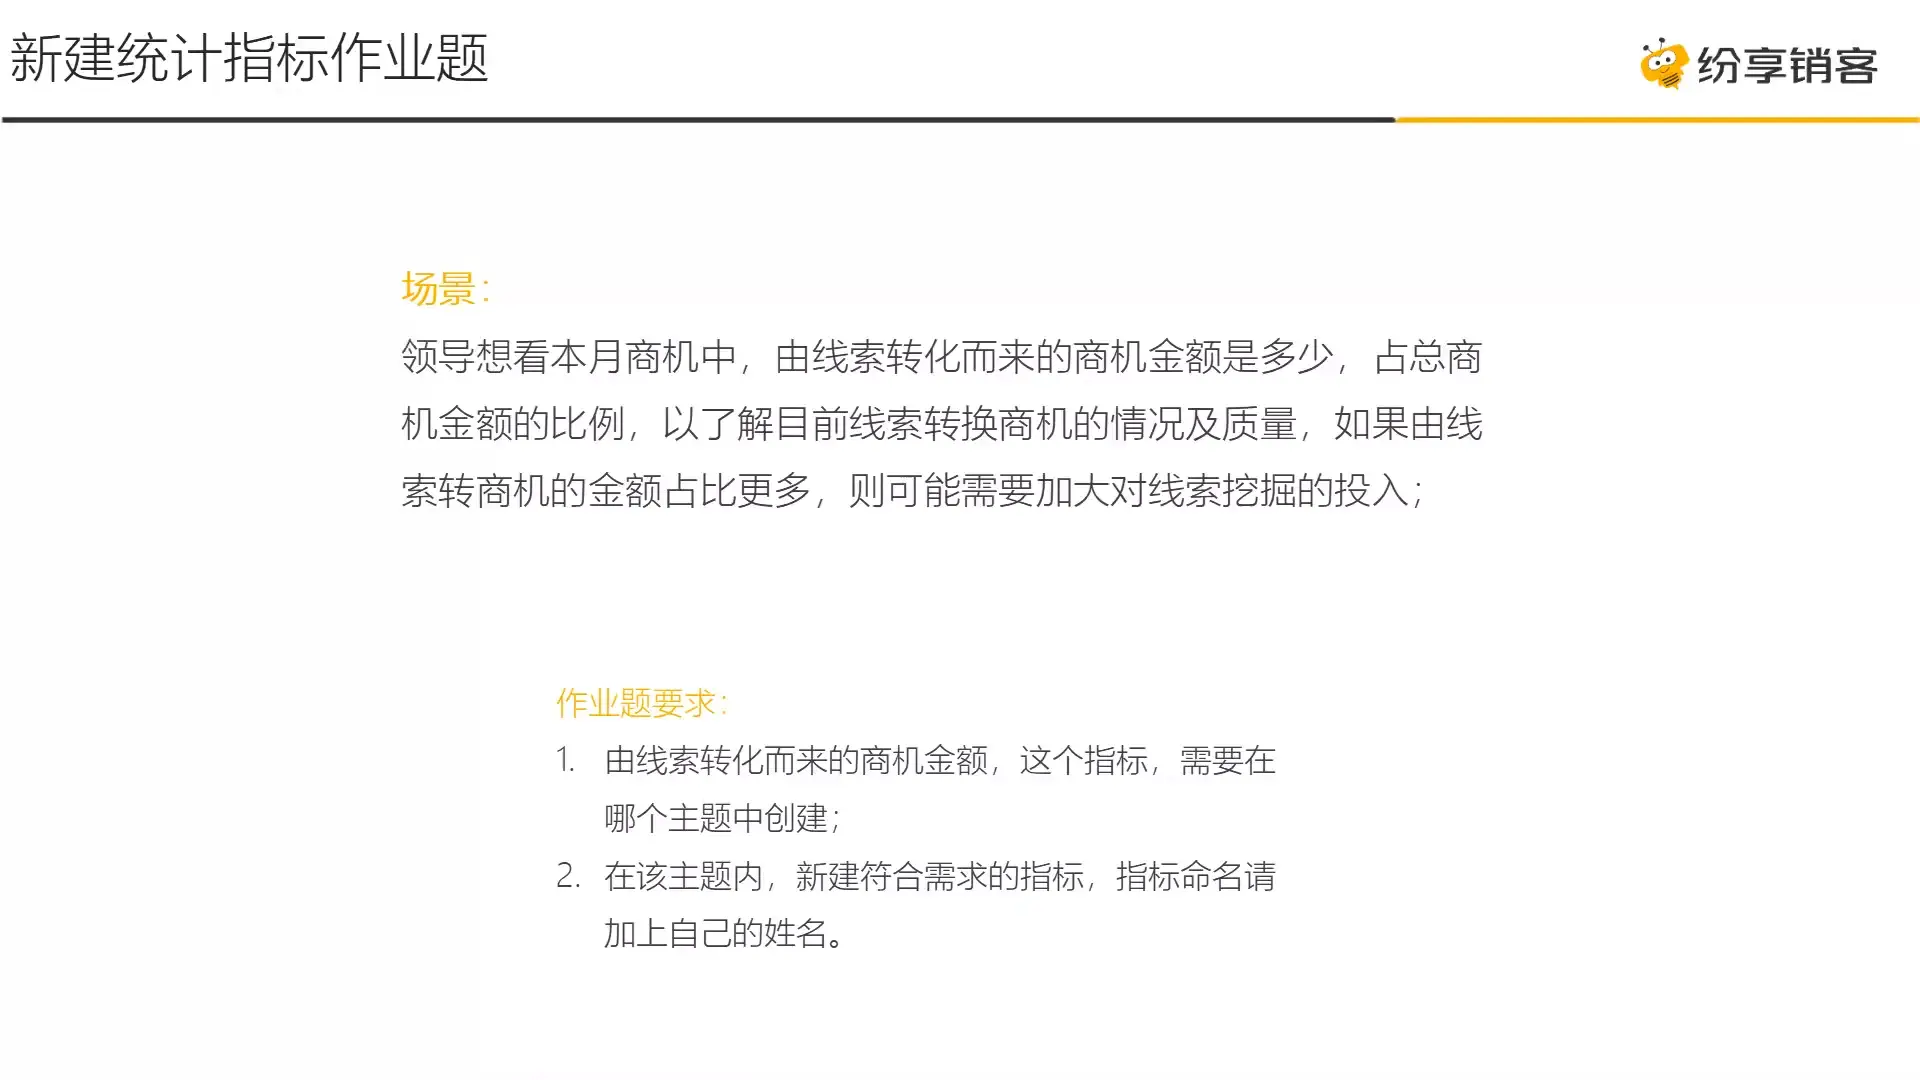 新建统计指标作业题
纷享销客
场景：
领导想看本月商机中，由线索转化而来的商机金额是多少，占总商
机金额的比例，以了解目前线索转换商机的情况及质量，如果由线
索转商机的金额占比更多，则可能需要加大对线索挖掘的投入；
作业题要求：
1. 由线索转化而来的商机金额，这个指标，需要在
哪个主题中创建；
2. 在该主题内，新建符合需求的指标，指标命名请
加上自己的姓名。